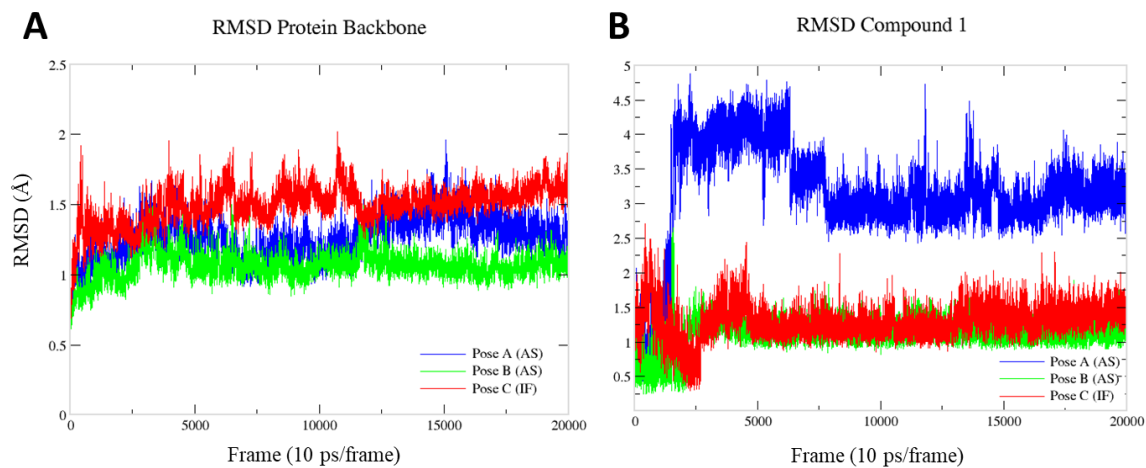 A
RMSD Protein Backbone
RMSD (Å)
2.5
2
1.5
1
0.5
0
Pose A (AS)
Pose B (AS)
Pose C (IF)
5000
10000
15000
20000
Frame (10 ps/frame)
B
RMSD Compound 1
5
4.5
4
3.5
3
2.5
2
1.5
1
0.5
Pose A (AS)
Pose B (AS)
Pose C (IF)
0
5000
10000
15000
20000
Frame (10 ps/frame)